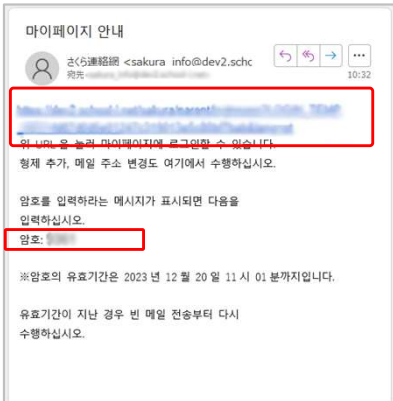 마이페이지 안내
さくら連絡網 <sakura info@dev2.schc
宛先
10:32
위 URL 을 눌러 마이페이지에 로그인할 수 있습니다.
형제 추가, 메일 주소 변경도 여기에서 수행하십시오.
암호를 입력하라는 메시지가 표시되면 다음을
입력하십시오.
암호:
※암호의 유효기간은 2023 년 12 월 20 일 11 시 01 분까지입니다.
유효기간이 지난 경우 빈 메일 전송부터 다시
수행하십시오.